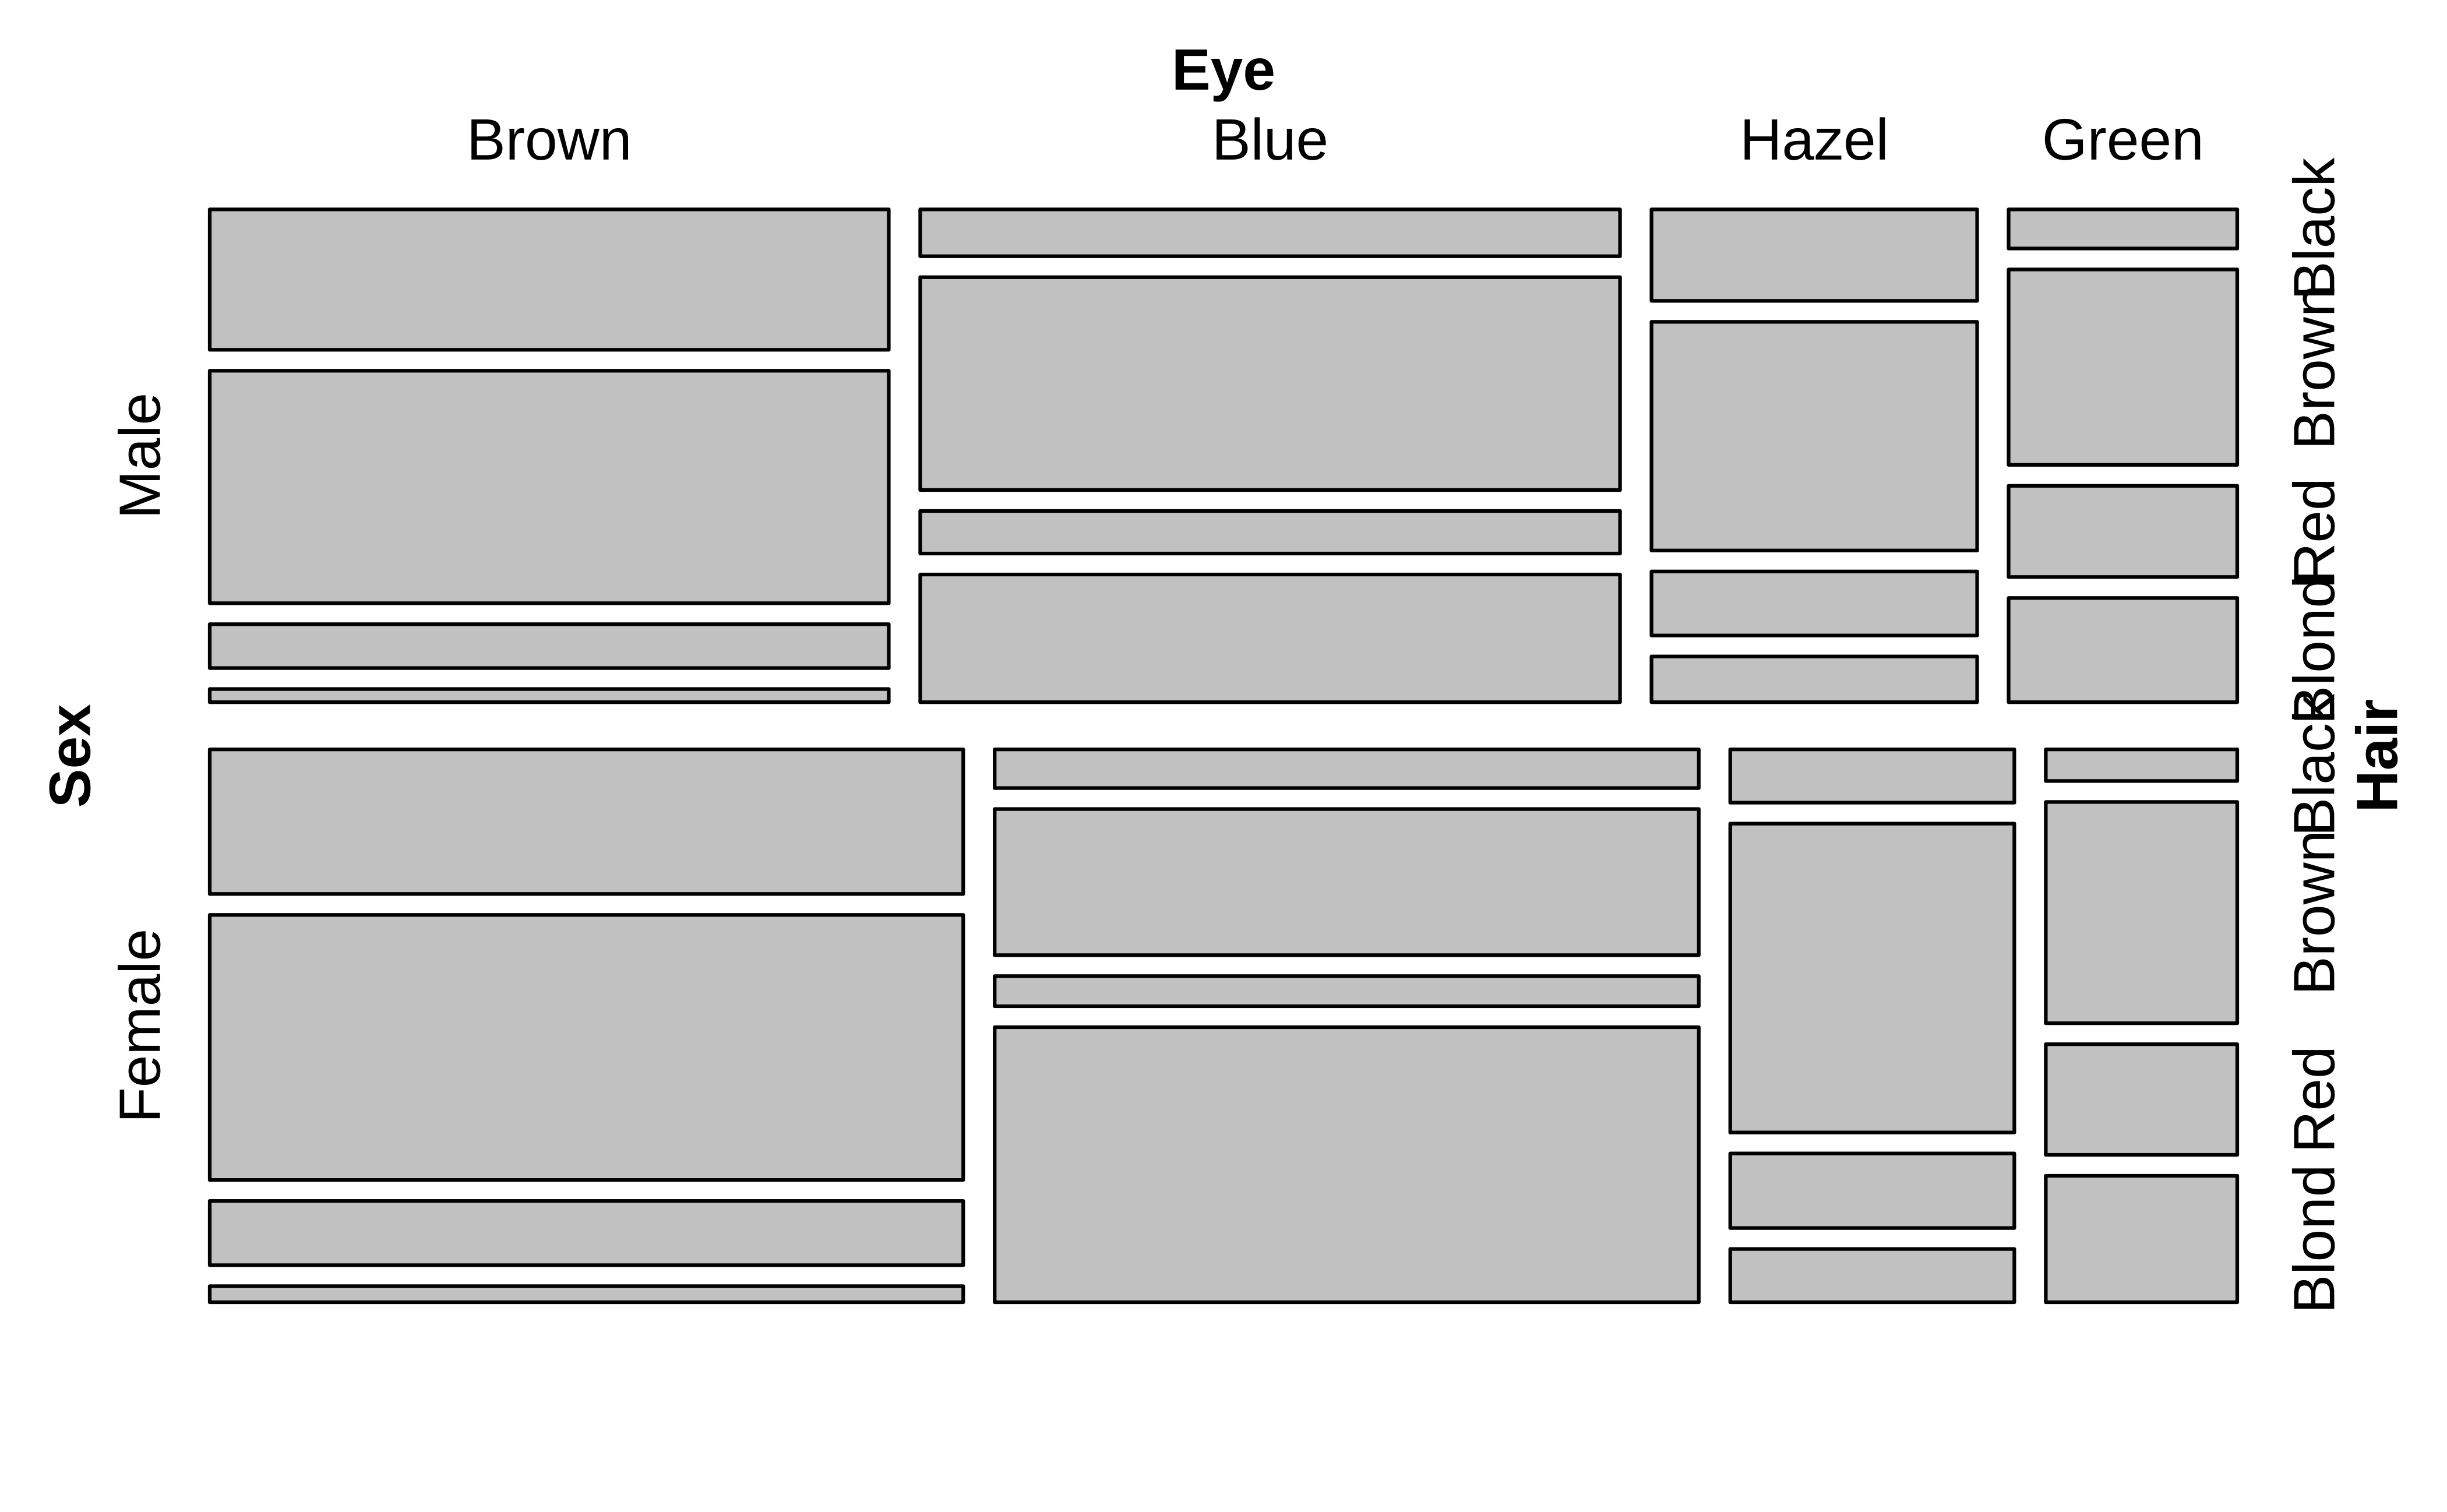 Eye
Brown Blue Hazel Green
Sex
Male
Female
Black
Brown
Red
Blond
Black
Brown
Red
Blond
Hair